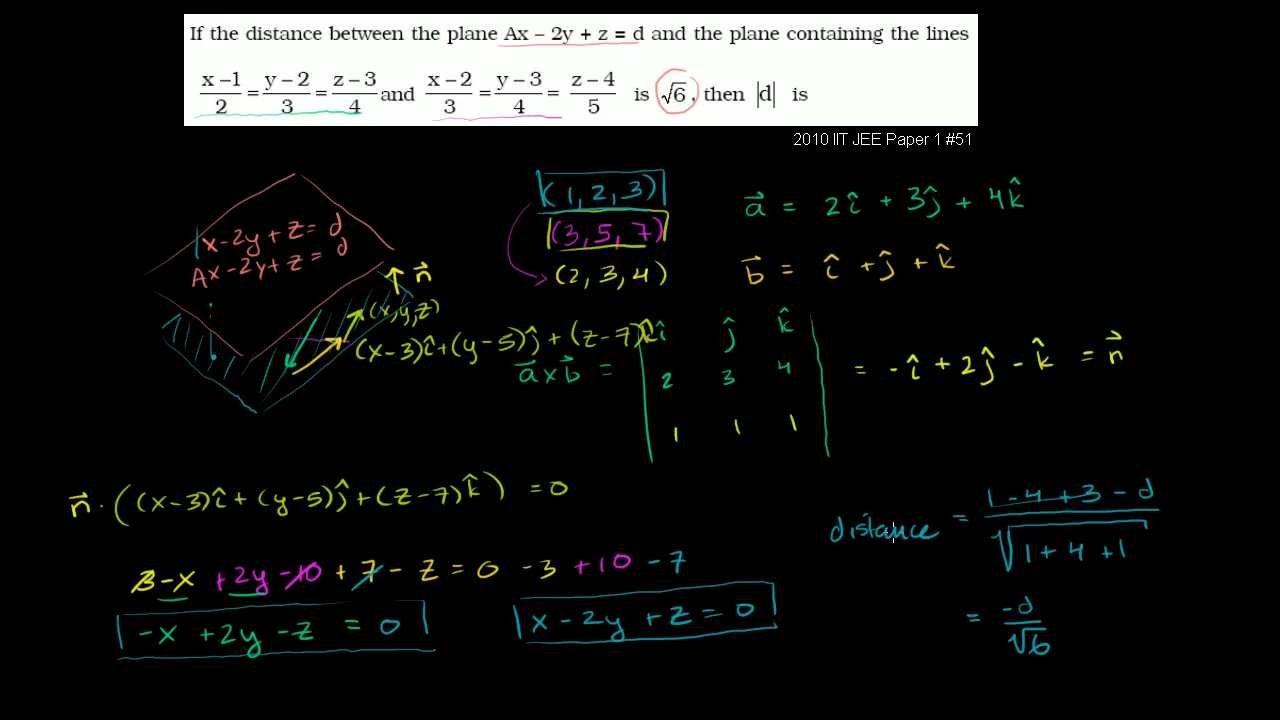 If the distance between the plane Ax – 2y + z = d and the plane containing the lines
x –1/2 = y – 2/3 = z – 3/4 and x – 2/3 = y – 3/4 = z – 4/5 is √6, then |d| is
2010 IIT JEE Paper 1 #51
(1, 2, 3)
(3, 5, 7)
(2, 3, 4)
a⃗ = 2î + 3ĵ + 4k̂
b⃗ = î + ĵ + k̂
1x - 2y + z = d
Ax - 2y + z = d
n⃗
(x, y, z)
(x-3)î + (y-5)ĵ + (z-7)k̂
a⃗ x b⃗ = | î ĵ k̂
2 3 4
1 1 1 | = -î + 2ĵ - k̂ = n⃗
n⃗ · ((x-3)î + (y-5)ĵ + (z-7)k̂) = 0
3 - x + 2y - 10 + 7 - z = 0 - 3 + 10 - 7
-x + 2y - z = 0
x - 2y + z = 0
distance = 1 - 4 + 3 - d / √1 + 4 + 1
= -d/√6